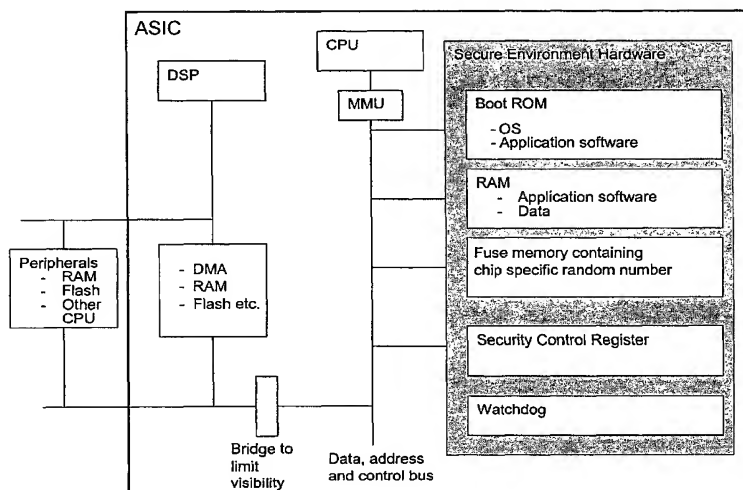 ASIC
CPU
DSP
MMU
Secure Environment Hardware
Boot ROM
- OS
- Application software
RAM
- Application software
- Data
Fuse memory containing
chip specific random number
Security Control Register
Watchdog
Peripherals
- RAM
- Flash
- Other
CPU
- DMA
- RAM
- Flash etc.
Bridge to
limit
visibility
Data, address
and control bus